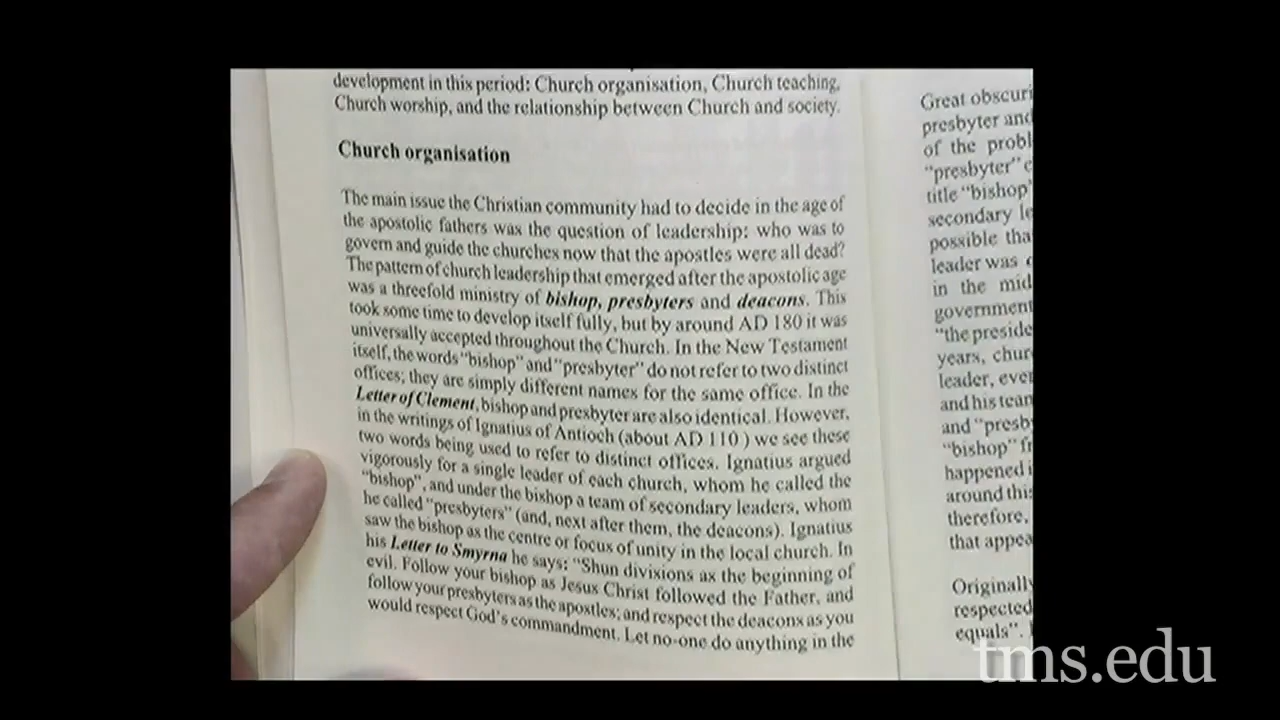 development in this period: Church organisation, Church teaching,
Church worship, and the relationship between Church and society.
Church organisation
The main issue the Christian community had to decide in the age of
the apostolic fathers was the question of leadership: who was to
govern and guide the churches now that the apostles were all dead?
The pattern of church leadership that emerged after the apostolic age
was a threefold ministry of bishop, presbyters and deacons. This
took some time to develop itself fully, but by around AD 180 it was
universally accepted throughout the Church. In the New Testament
itself, the words "bishop" and "presbyter" do not refer to two distinct
offices; they are simply different names for the same office. In the
Letter of Clement, bishop and presbyter are also identical. However,
in the writings of Ignatius of Antioch (about AD 110 ) we see these
two words being used to refer to distinct offices. Ignatius argued
vigorously for a single leader of each church, whom he called the
"bishop", and under the bishop a team of secondary leaders, whom
he called "presbyters" (and, next after them, the deacons). Ignatius
saw the bishop as the centre or focus of unity in the local church. In
his Letter to Smyrna he says: "Shun divisions as the beginning of
evil. Follow your bishop as Jesus Christ followed the Father, and
follow your presbyters as the apostles; and respect the deacons as you
would respect God's commandment. Let no-one do anything in the
Great obscuri
presbyter and
of the probl
"presbyter" c
title "bishop"
secondary le
possible tha
leader was
in the mid
government
"the preside
years, chur
leader, ever
and his tean
and "presb
"bishop" fr
happened i
around this
therefore,
that appea
Originally
respected
equals".
tms.edu